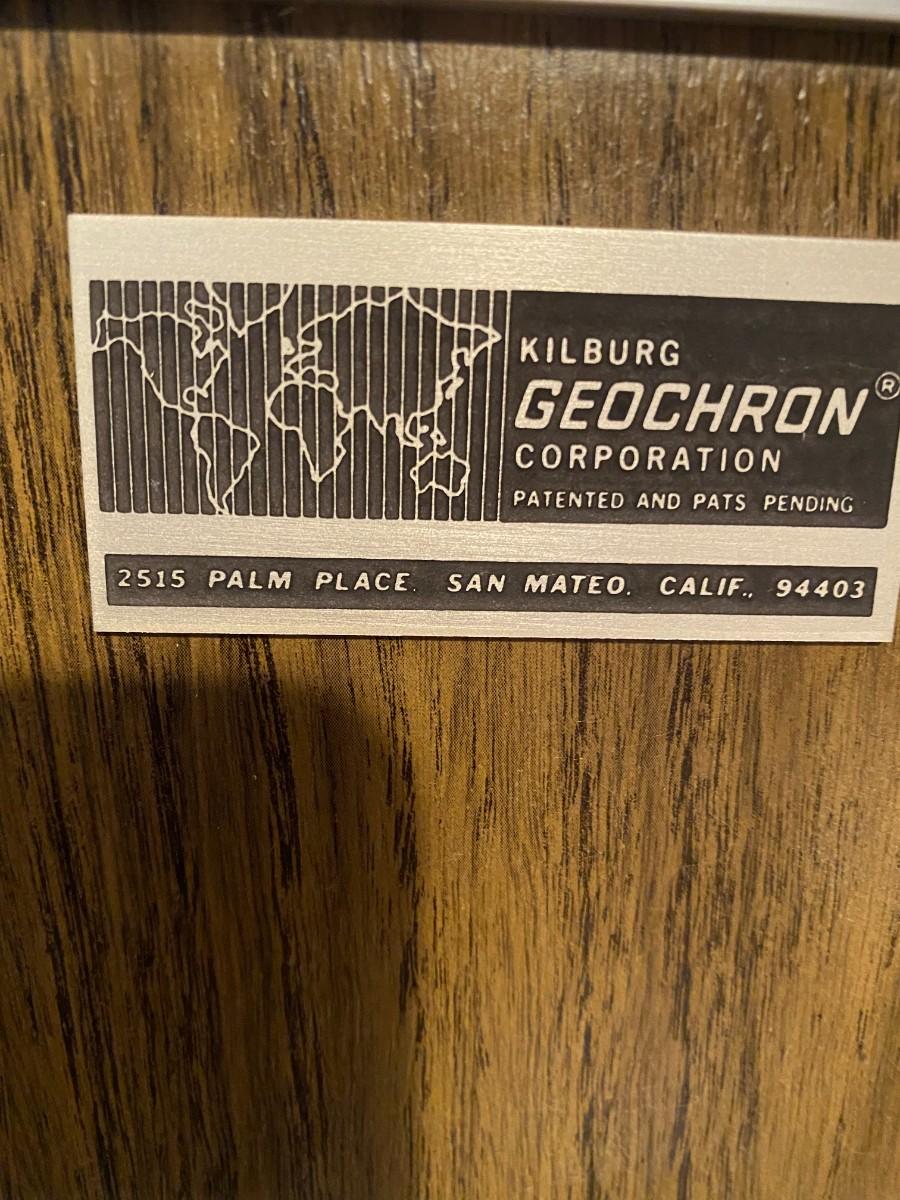 KILBURG
GEOCHRON®
CORPORATION
PATENTED AND PATS PENDING
2515 PALM PLACE. SAN MATEO. CALIF., 94403